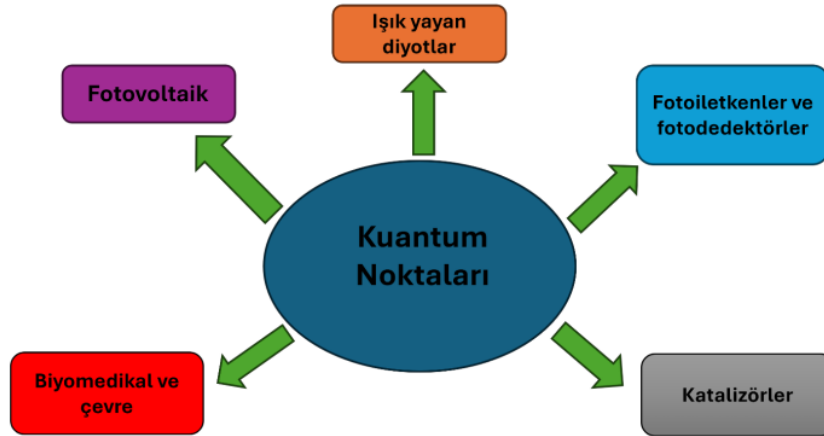 Işık yayan
diyotlar
Fotovoltaik
Fotoiletkenler ve
fotodedektörler
Kuantum
Noktaları
Biyomedikal ve
çevre
Katalizörler